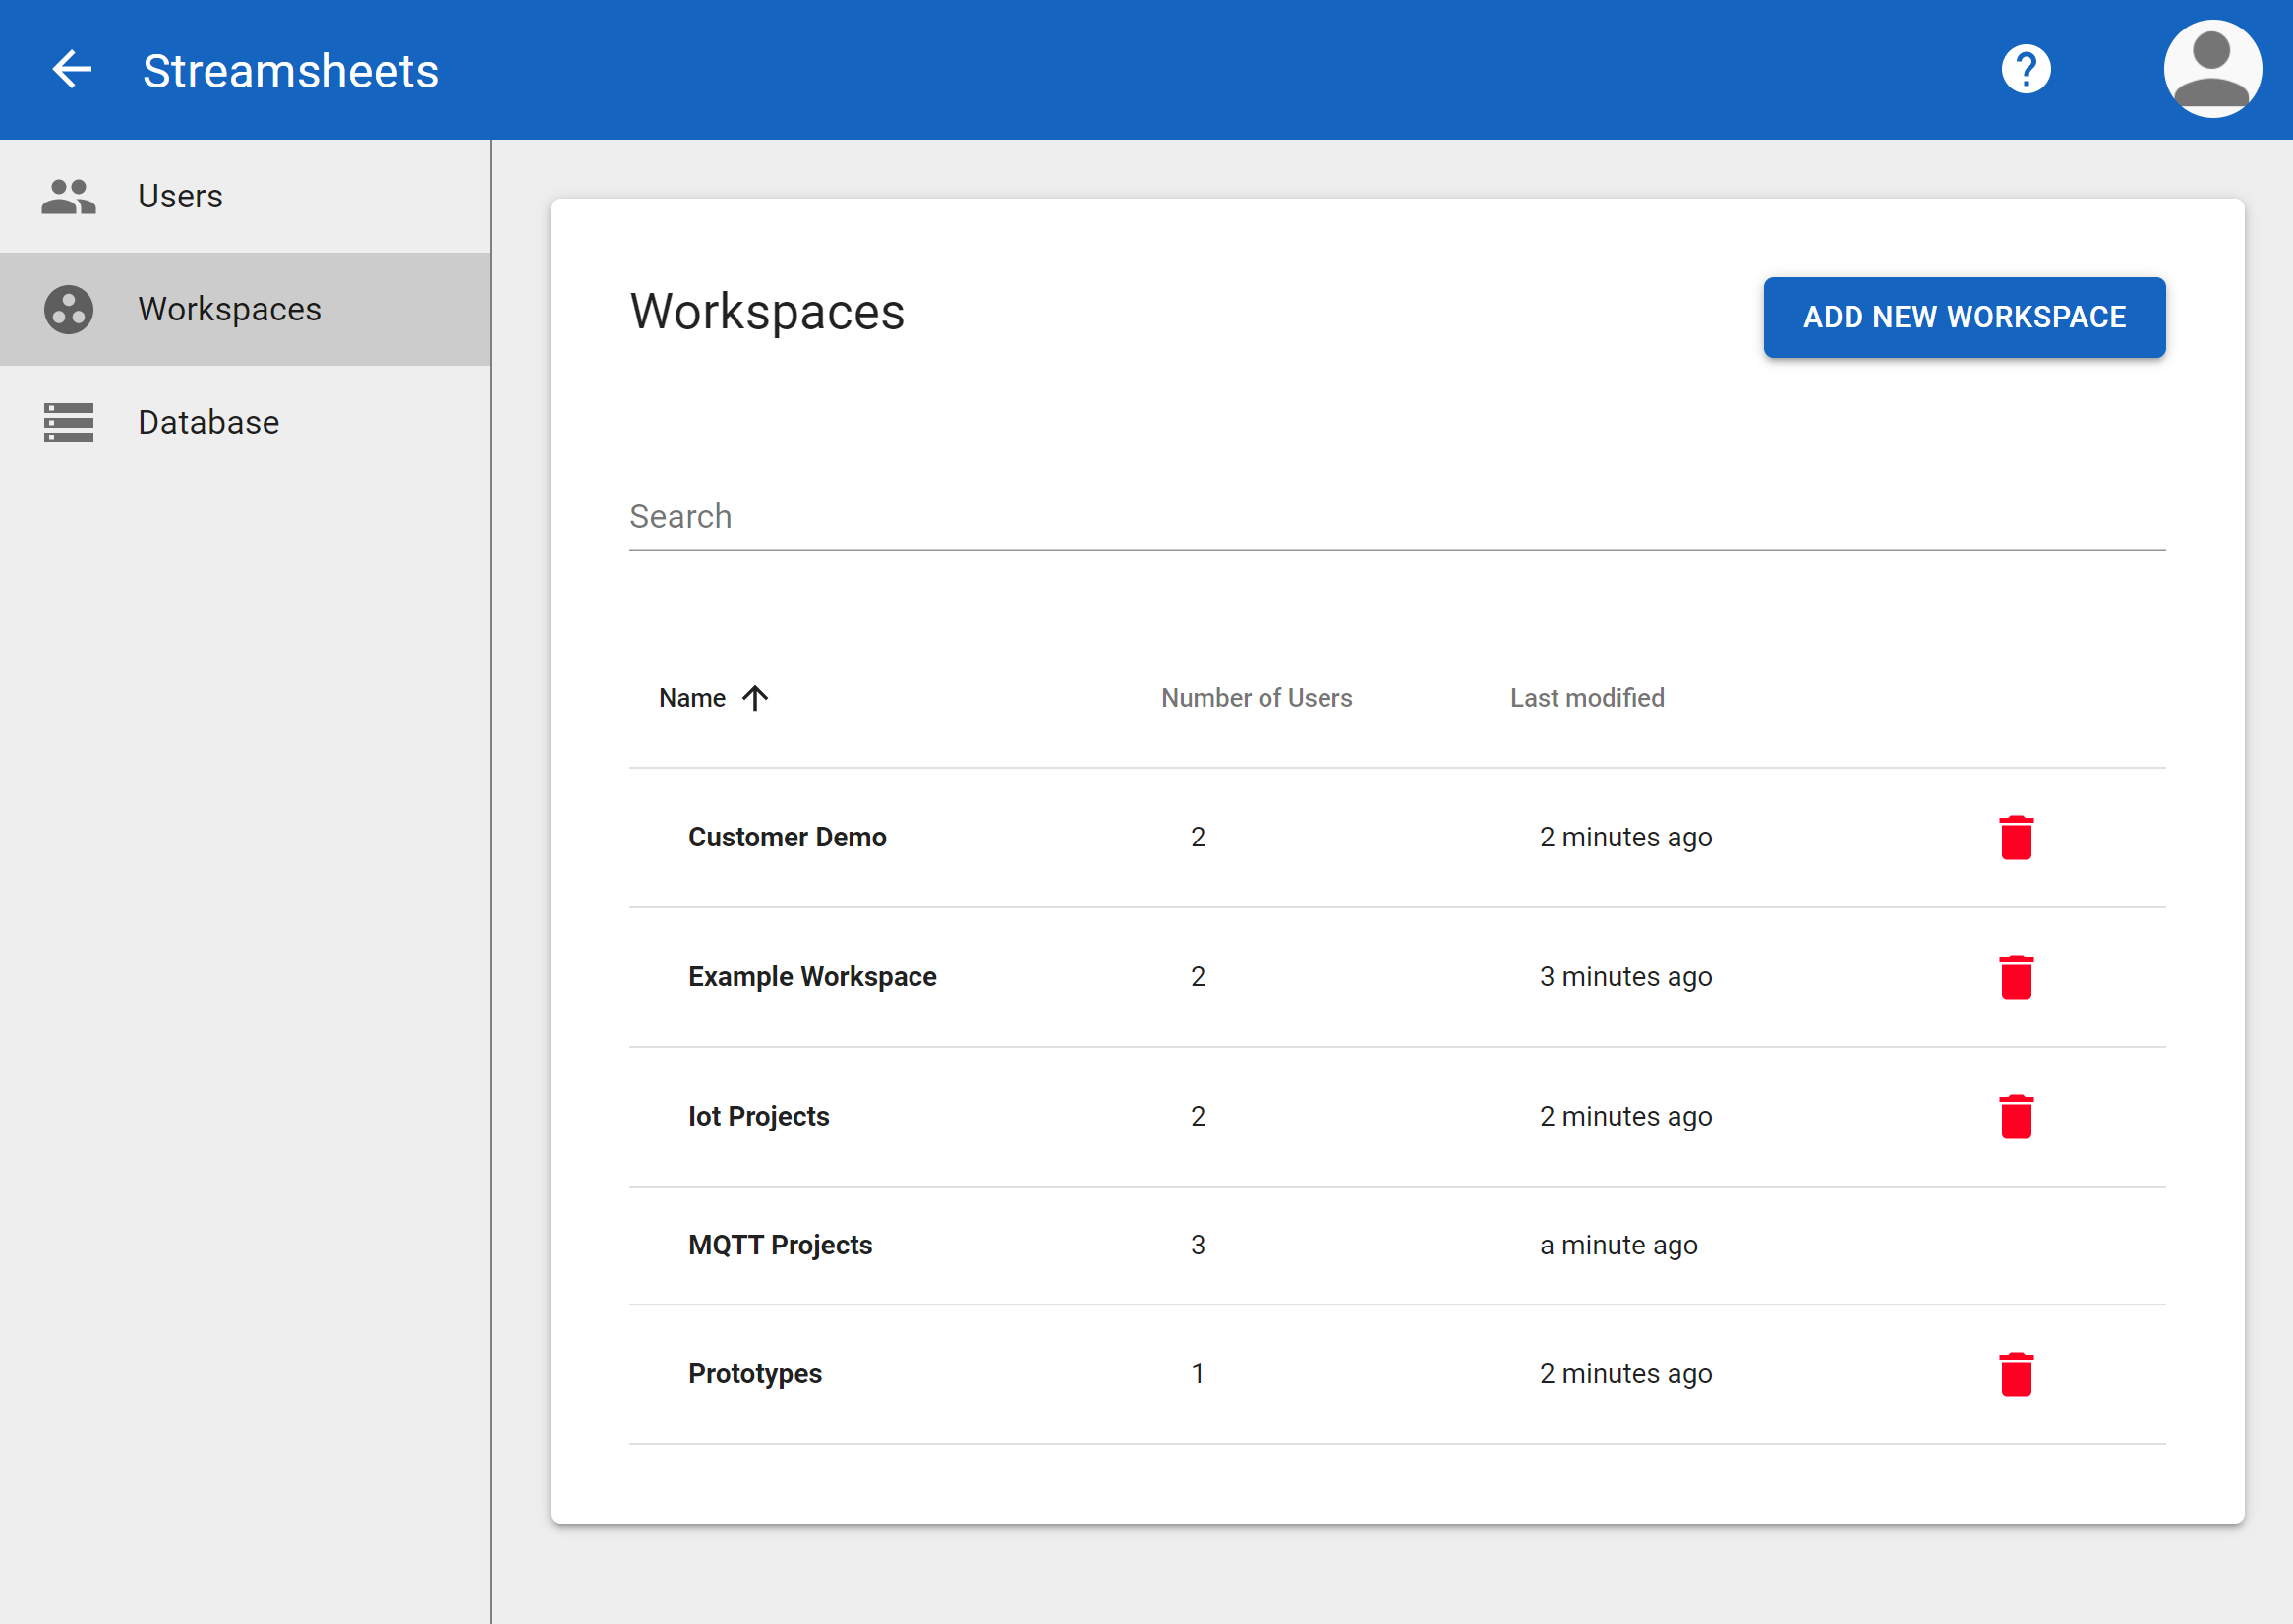 Streamsheets
Users
Workspaces
Database
Workspaces
ADD NEW WORKSPACE
Search
Name Number of Users Last modified
Customer Demo 2 2 minutes ago
Example Workspace 2 3 minutes ago
Iot Projects 2 2 minutes ago
MQTT Projects 3 a minute ago
Prototypes 1 2 minutes ago